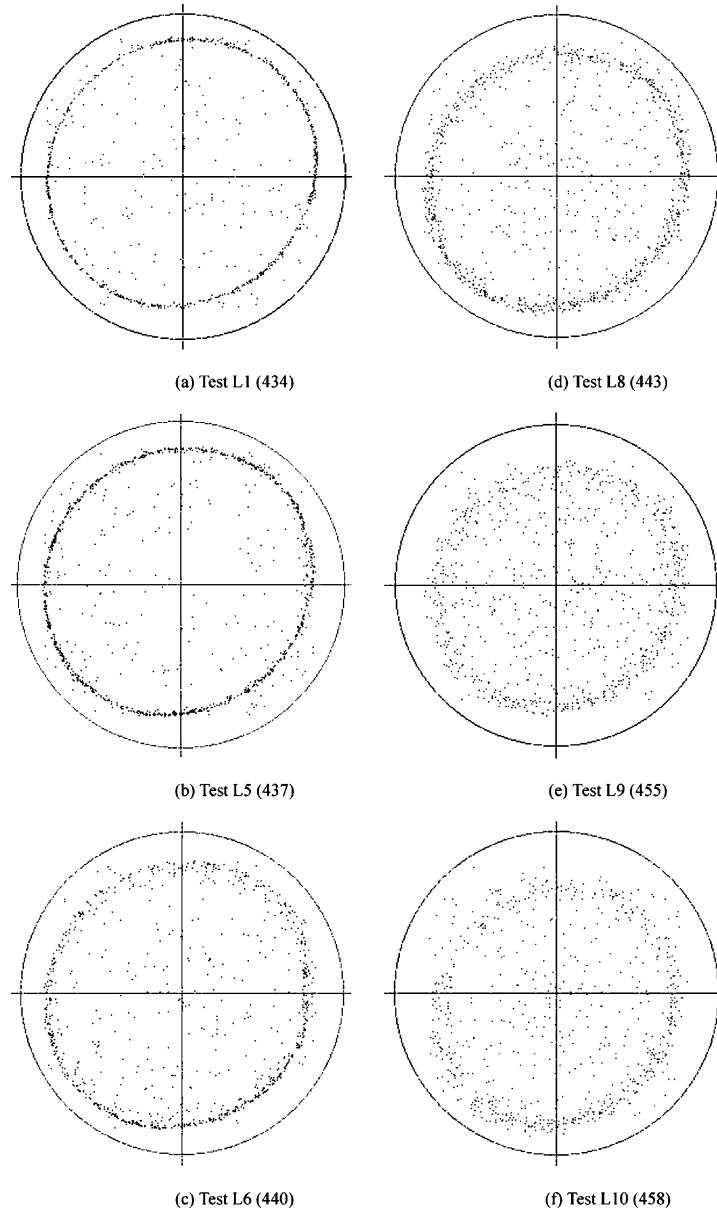 (a) Test L1 (434)
(d) Test L8 (443)
(b) Test L5 (437)
(e) Test L9 (455)
(c) Test L6 (440)
(f) Test L10 (458)